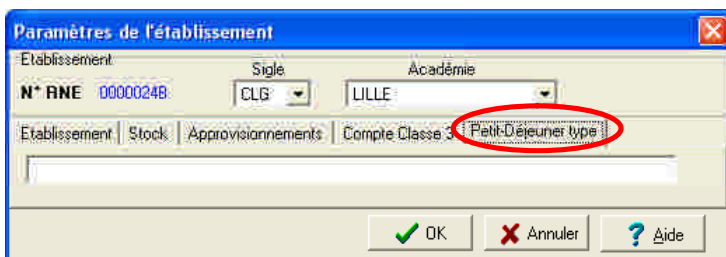 Paramètres de l'établissement
Etablissement
Sigle
Académie
N° RNE 0000024B
CLG
LILLE
Etablissement Stock Approvisionnements Compte Classe 3 Petit-Déjeuner type
OK Annuler Aide